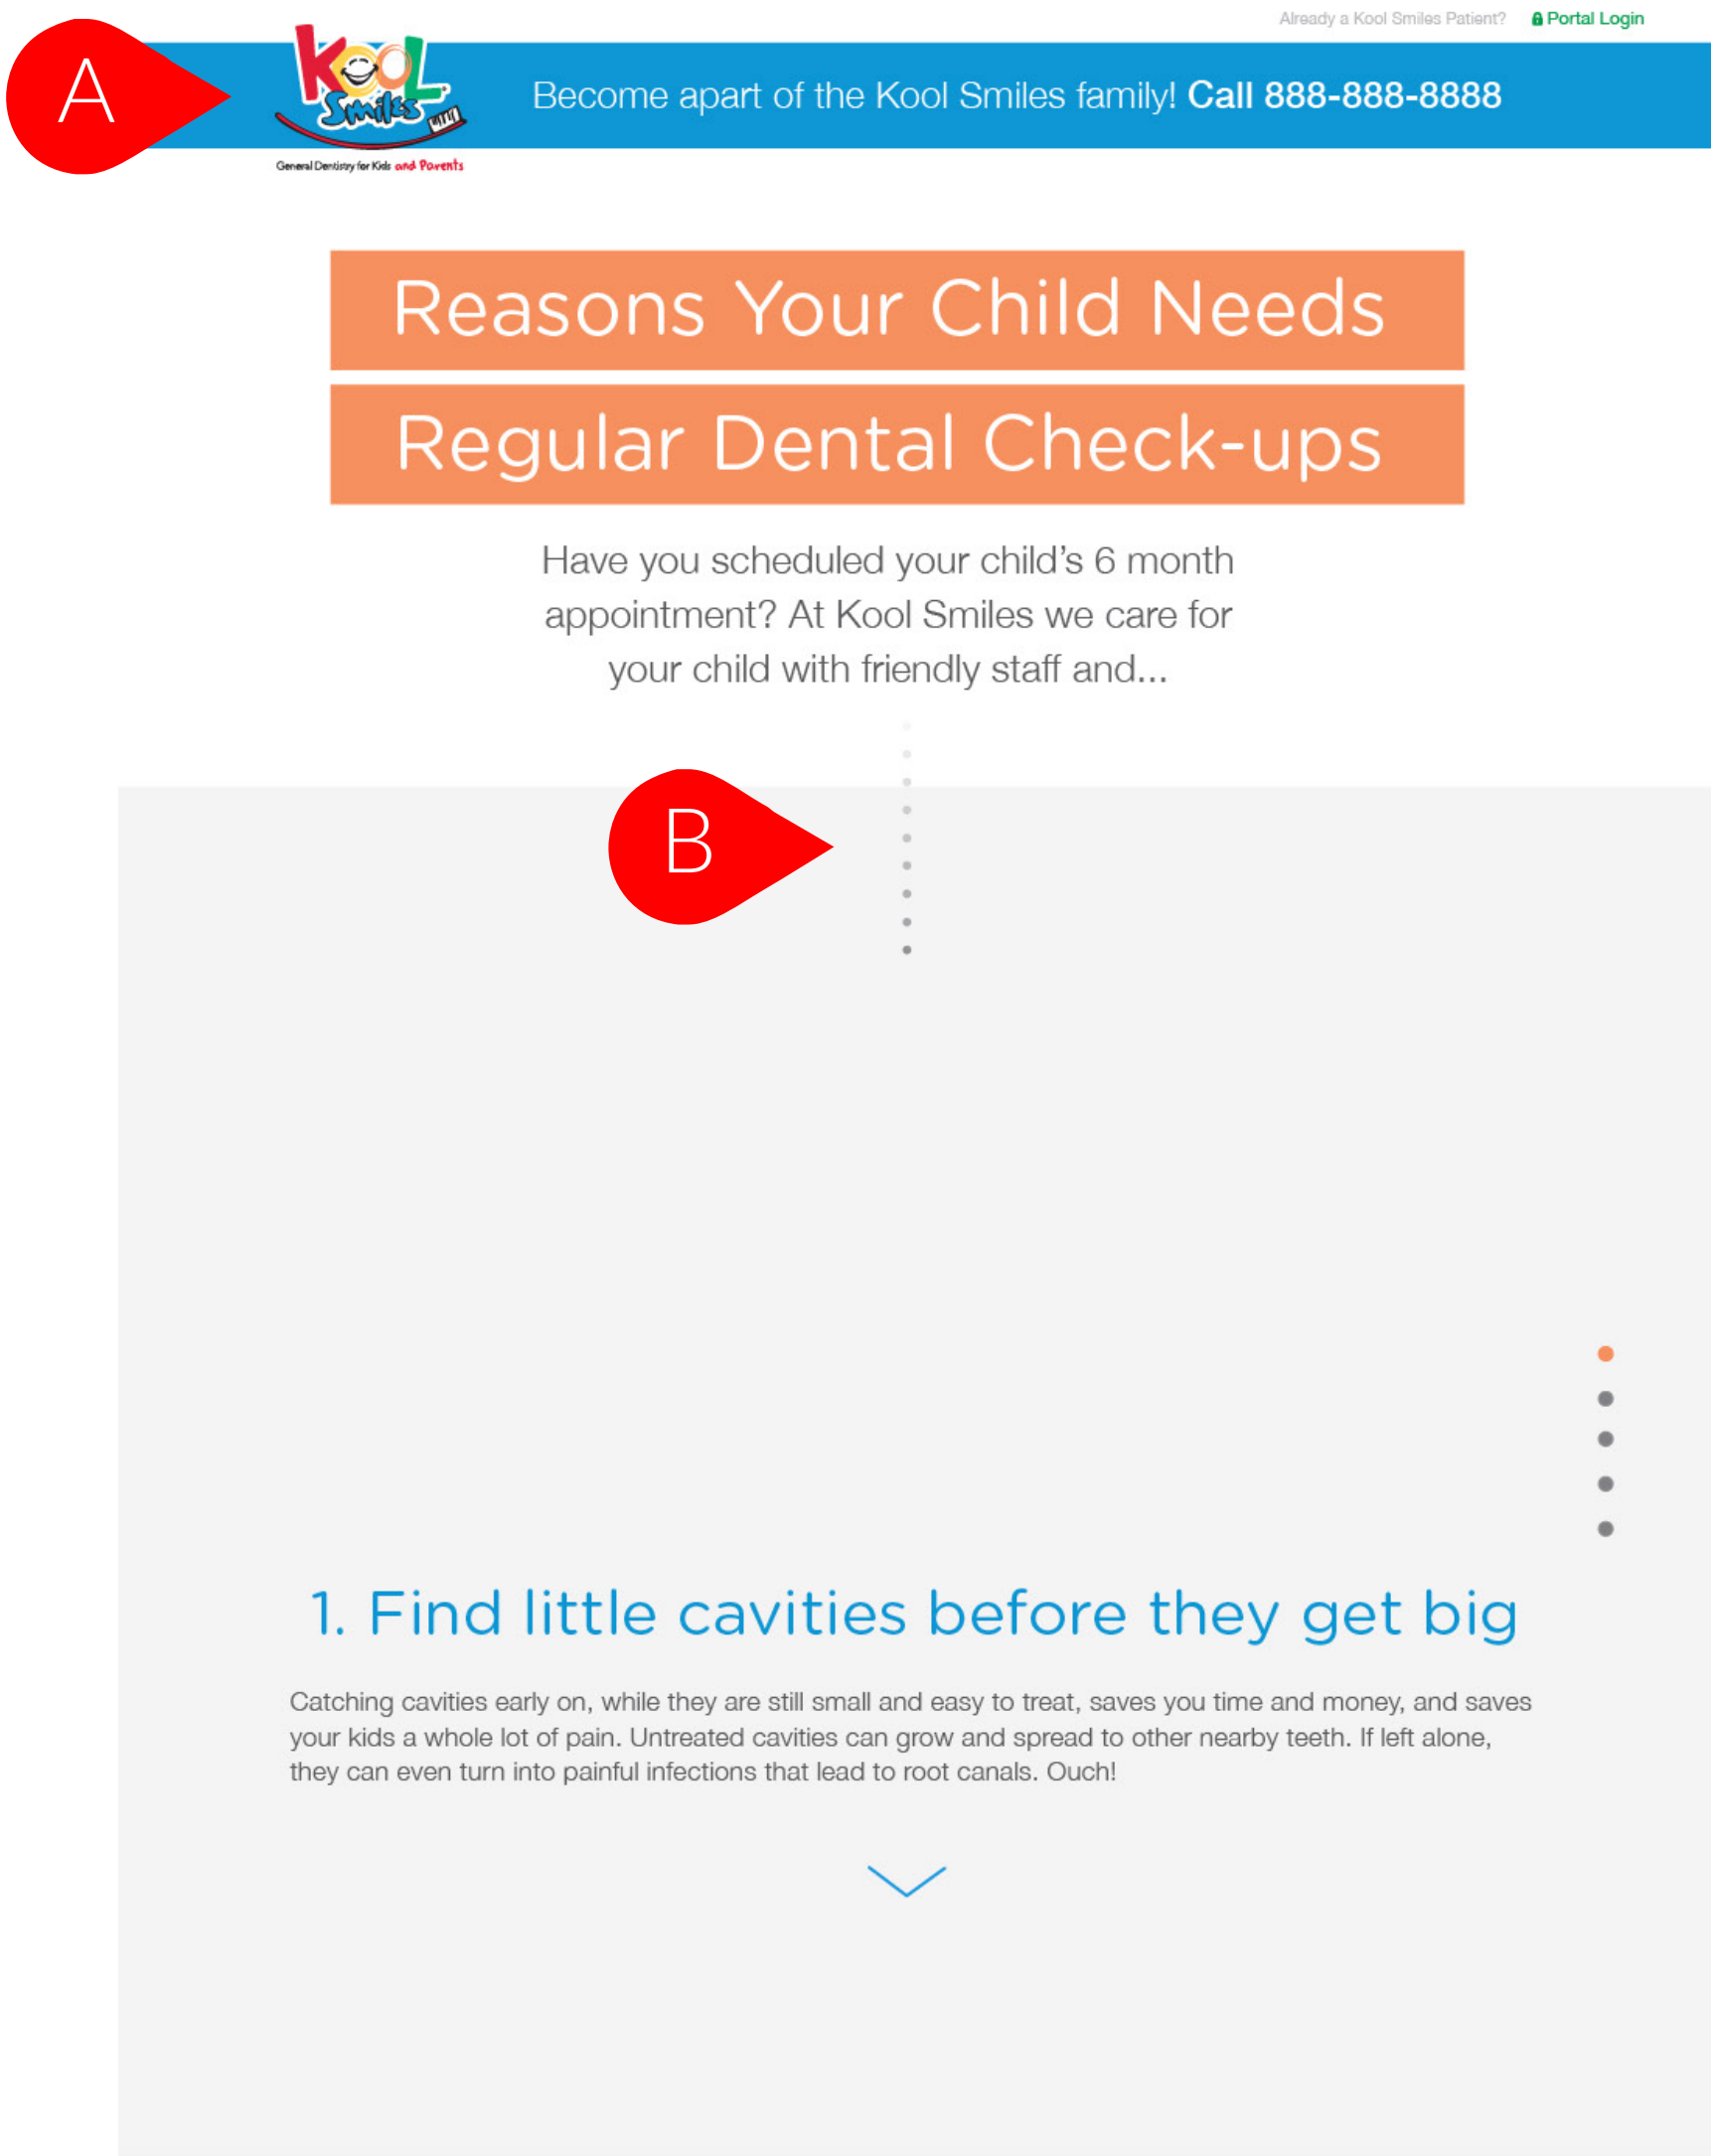 Already a Kool Smiles Patient? Portal Login
A
Kool
Smiles
Become apart of the Kool Smiles family! Call 888-888-8888
General Dentistry for Kids and Parents
Reasons Your Child Needs
Regular Dental Check-ups
Have you scheduled your child's 6 month
appointment? At Kool Smiles we care for
your child with friendly staff and...
B
1. Find little cavities before they get big
Catching cavities early on, while they are still small and easy to treat, saves you time and money, and saves
your kids a whole lot of pain. Untreated cavities can grow and spread to other nearby teeth. If left alone,
they can even turn into painful infections that lead to root canals. Ouch!